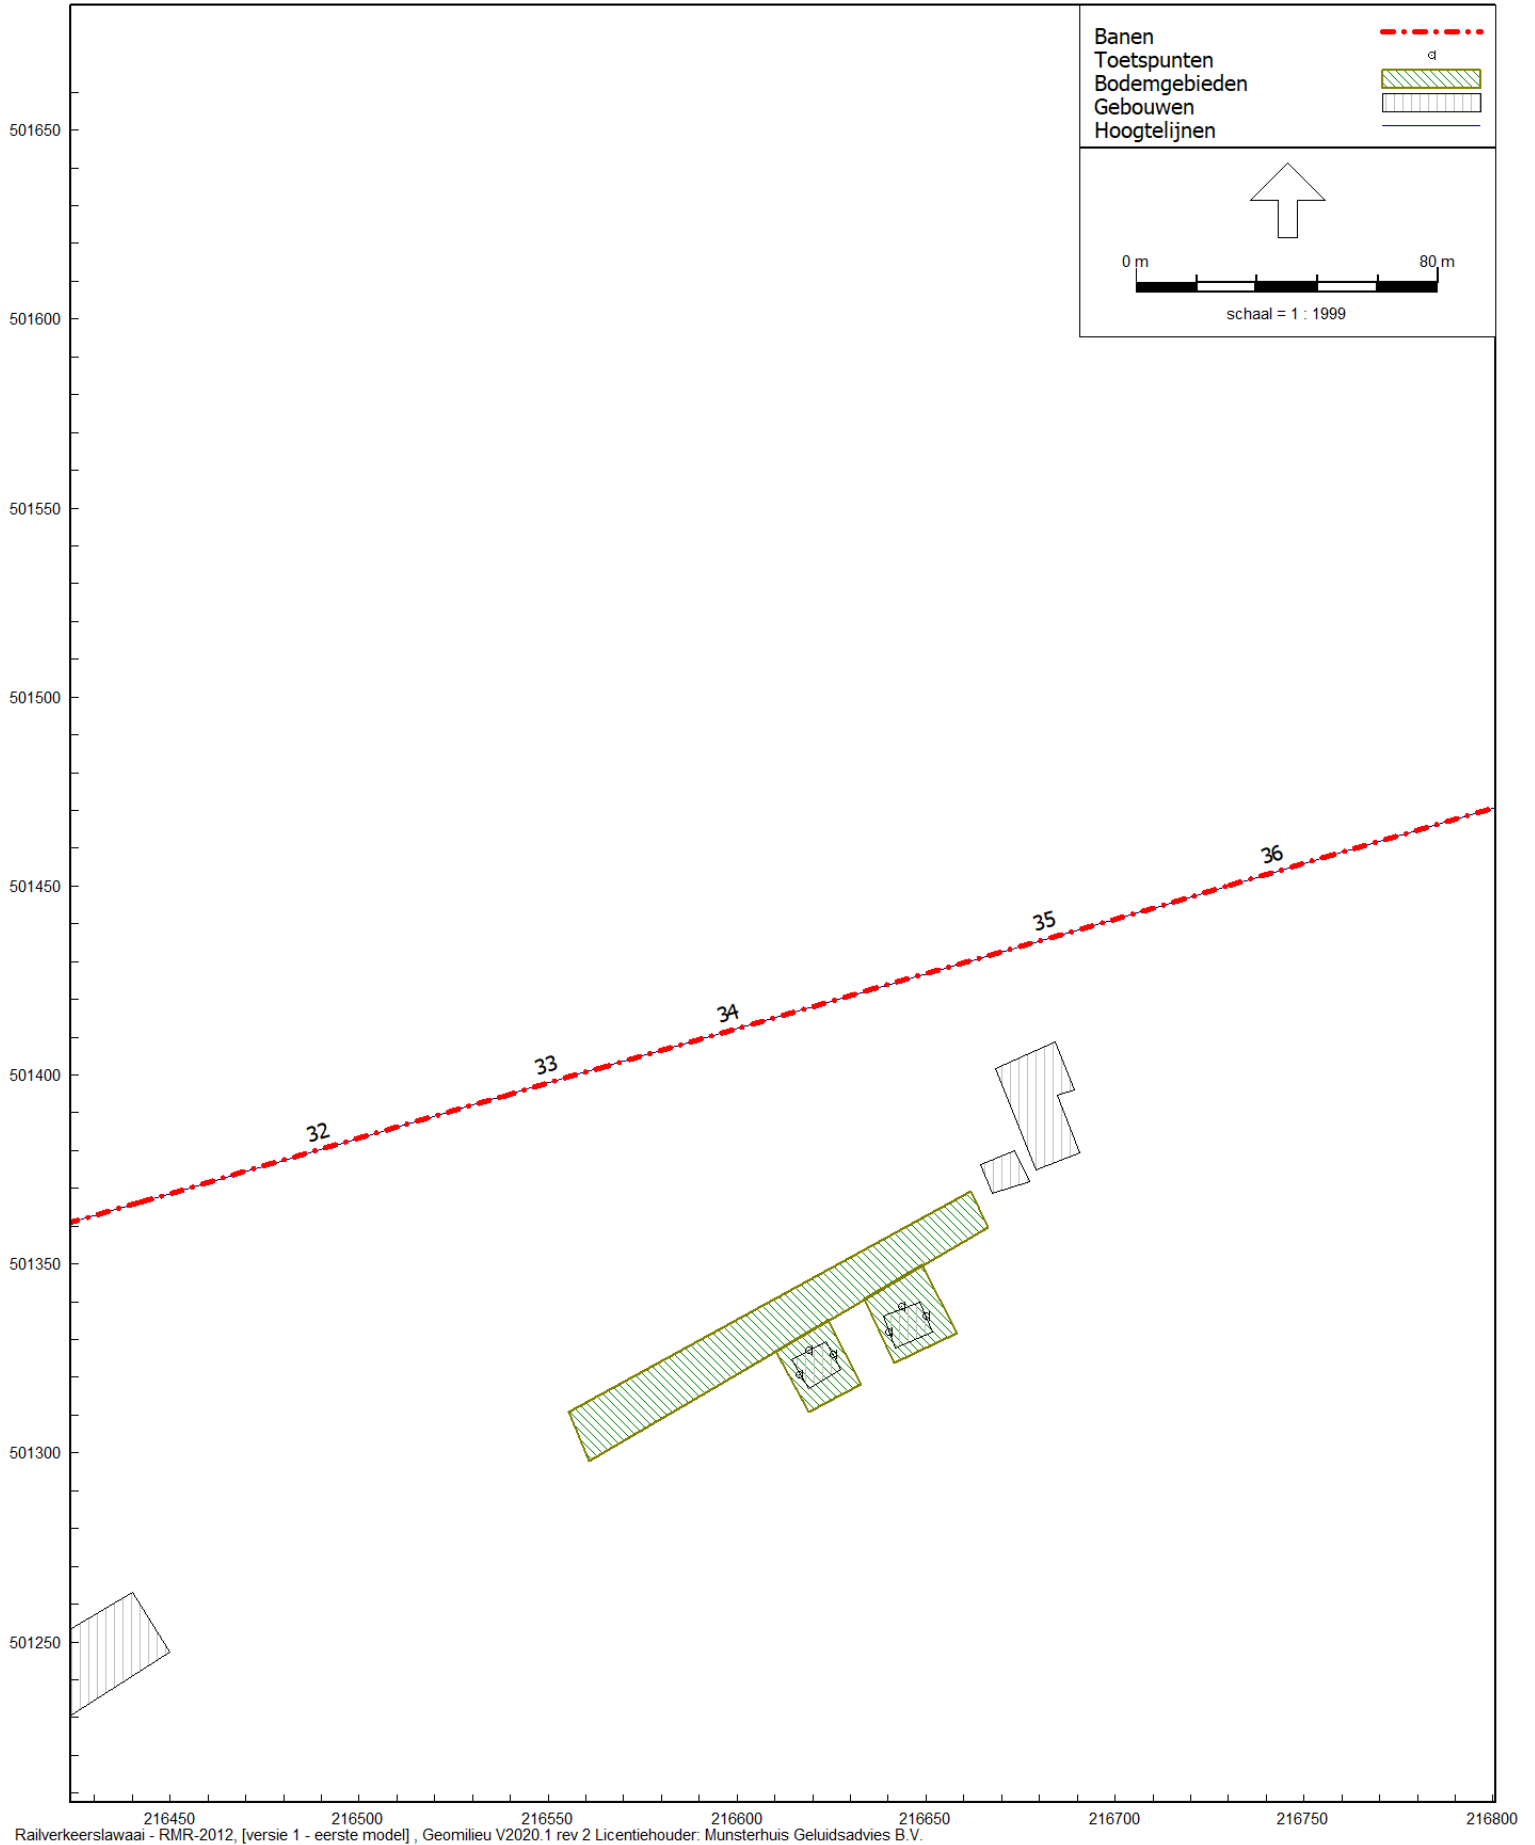 Banen
Toetspunten
Bodemgebieden
Gebouwen
Hoogtelijnen
0 m 80 m
schaal = 1 : 1999
501650
501600
501550
501500
501450
501400
501350
501300
501250
36
35
34
33
32
216450 216500 216550 216600 216650 216700 216750 216800
Railverkeerslawaai - RMR-2012, [versie 1 - eerste model] , Geomilieu V2020.1 rev 2 Licentiehouder: Munsterhuis Geluidsadvies B.V.